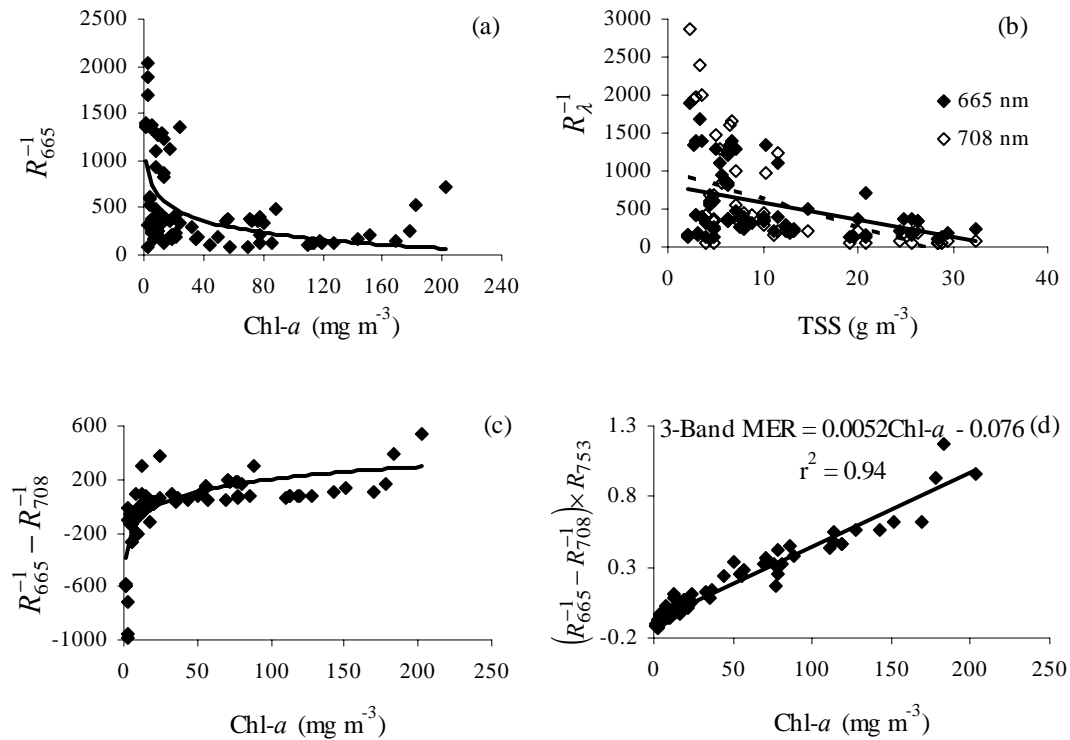 (a)
2500
2000
1500
1000
500
0
R₆₆₅⁻¹
0 40 80 120 160 200 240
Chl-a (mg m⁻³)
(b)
3000
2500
2000
1500
1000
500
0
R_λ⁻¹
665 nm
708 nm
0 10 20 30 40
TSS (g m⁻³)
(c)
600
200
-200
-600
-1000
R₆₆₅⁻¹ − R₇₀₈⁻¹
0 50 100 150 200 250
Chl-a (mg m⁻³)
(d)
3-Band MER = 0.0052Chl-a - 0.076
r² = 0.94
1.3
0.8
0.3
-0.2
(R₆₆₅⁻¹ − R₇₀₈⁻¹) × R₇₅₃
0 50 100 150 200 250
Chl-a (mg m⁻³)